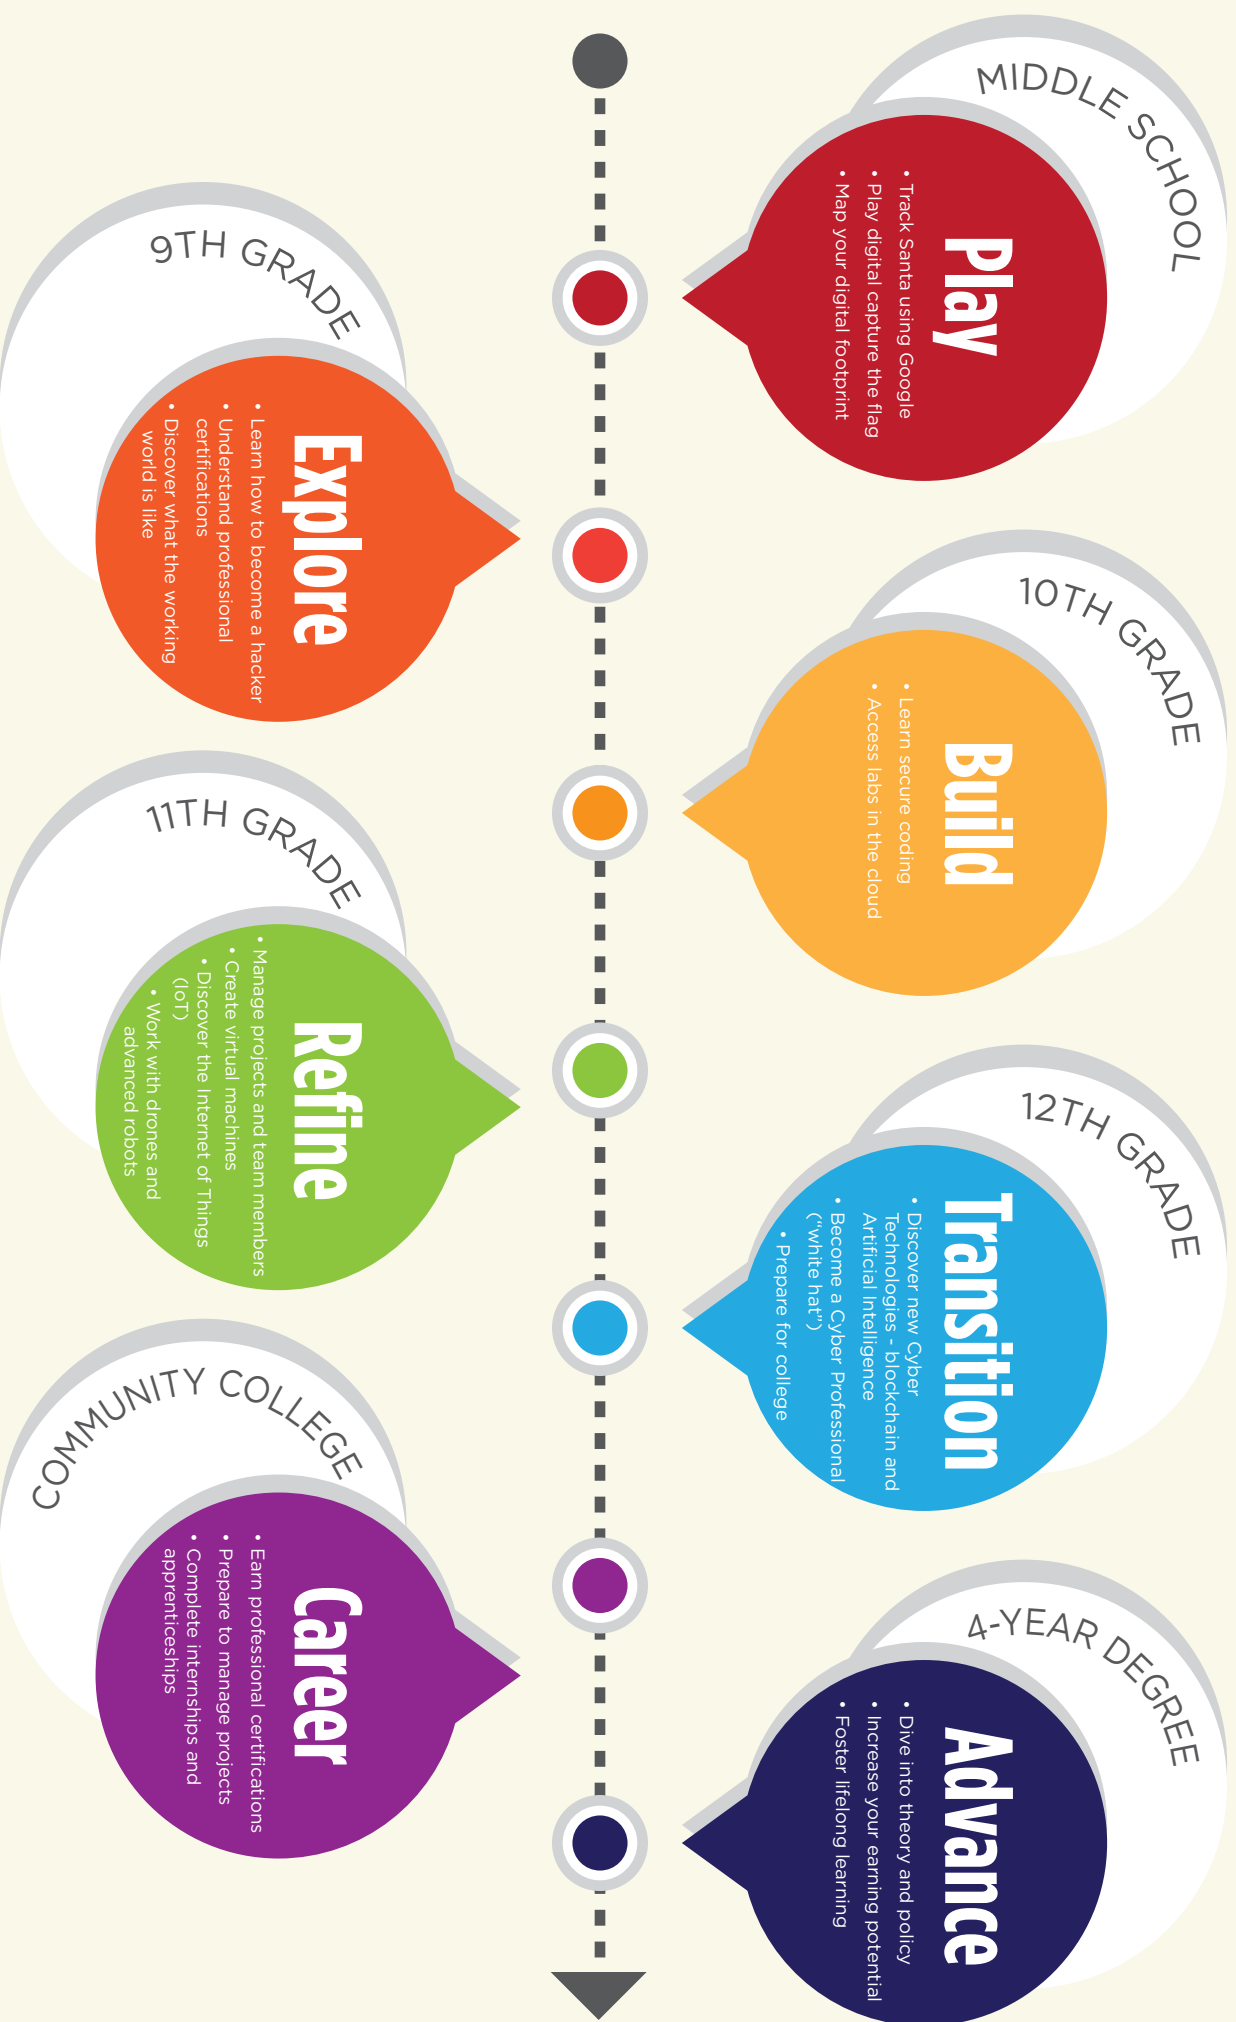 MIDDLE SCHOOL
Play
• Track Santa using Google
• Play digital capture the flag
• Map your digital footprint
9TH GRADE
Explore
• Learn how to become a hacker
• Understand professional
certifications
• Discover what the working
world is like
10TH GRADE
Build
• Learn secure coding
• Access labs in the cloud
11TH GRADE
Refine
• Manage projects and team members
• Create virtual machines
• Discover the Internet of Things
(IoT)
• Work with drones and
advanced robots
12TH GRADE
Transition
• Discover new Cyber
Technologies - blockchain and
Artificial Intelligence
• Become a Cyber Professional
(“white hat”)
• Prepare for college
COMMUNITY COLLEGE
Career
• Earn professional certifications
• Prepare to manage projects
• Complete internships and
apprenticeships
4-YEAR DEGREE
Advance
• Dive into theory and policy
• Increase your earning potential
• Foster lifelong learning